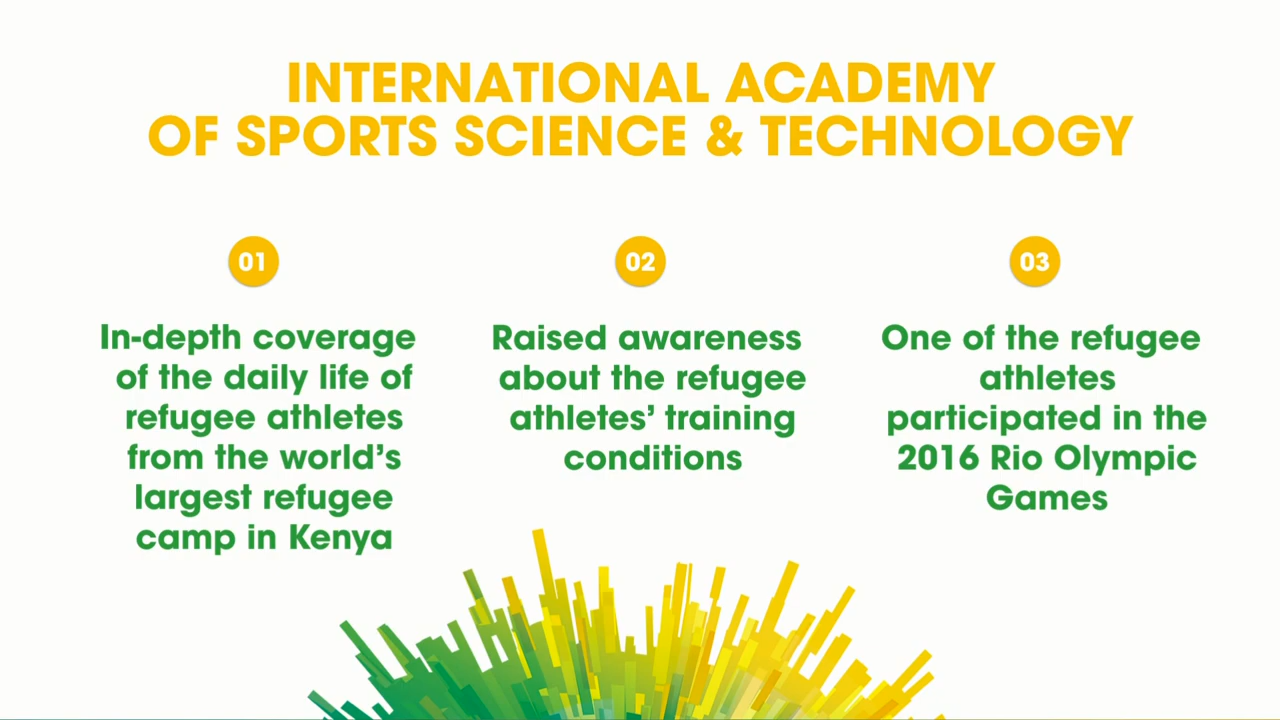 INTERNATIONAL ACADEMY
OF SPORTS SCIENCE & TECHNOLOGY
01
In-depth coverage
of the daily life of
refugee athletes
from the world’s
largest refugee
camp in Kenya
02
Raised awareness
about the refugee
athletes’ training
conditions
03
One of the refugee
athletes
participated in the
2016 Rio Olympic
Games